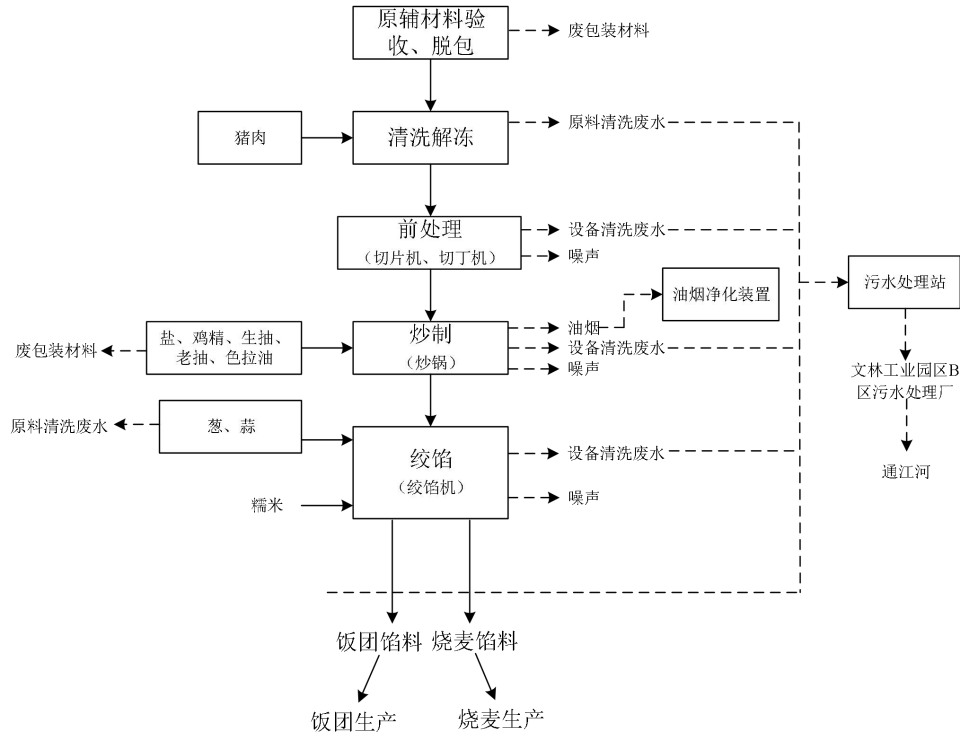 原辅材料验
收、脱包
废包装材料
猪肉
清洗解冻
原料清洗废水
前处理
（切片机、切丁机）
设备清洗废水
噪声
油烟净化装置
污水处理站
盐、鸡精、生抽、
老抽、色拉油
废包装材料
炒制
（炒锅）
油烟
设备清洗废水
噪声
文林工业园区B
区污水处理厂
原料清洗废水
葱、蒜
绞馅
（绞馅机）
设备清洗废水
通江河
糯米
噪声
饭团馅料
烧麦馅料
饭团生产
烧麦生产